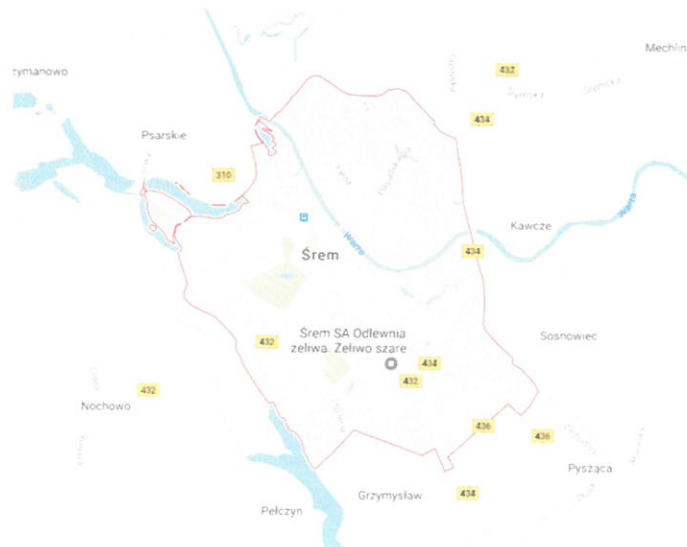 Mechlin
zymanowo
432
434
Psarskie
310
Warta
Kawcze
Warta
434
Śrem
Śrem SA Odlewnia
żeliwa. Żeliwo szare
Sosnowiec
432
434
432
432
Nochowo
436
436
Pysząca
Grzymysław
434
Pełczyn